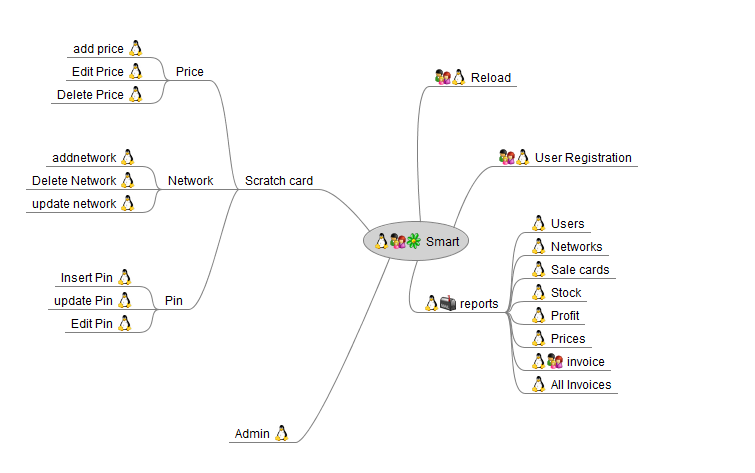 add price
Edit Price
Delete Price
Price
addnetwork
Delete Network
update network
Network
Insert Pin
update Pin
Edit Pin
Pin
Scratch card
Admin
Smart
Reload
User Registration
reports
Users
Networks
Sale cards
Stock
Profit
Prices
invoice
All Invoices